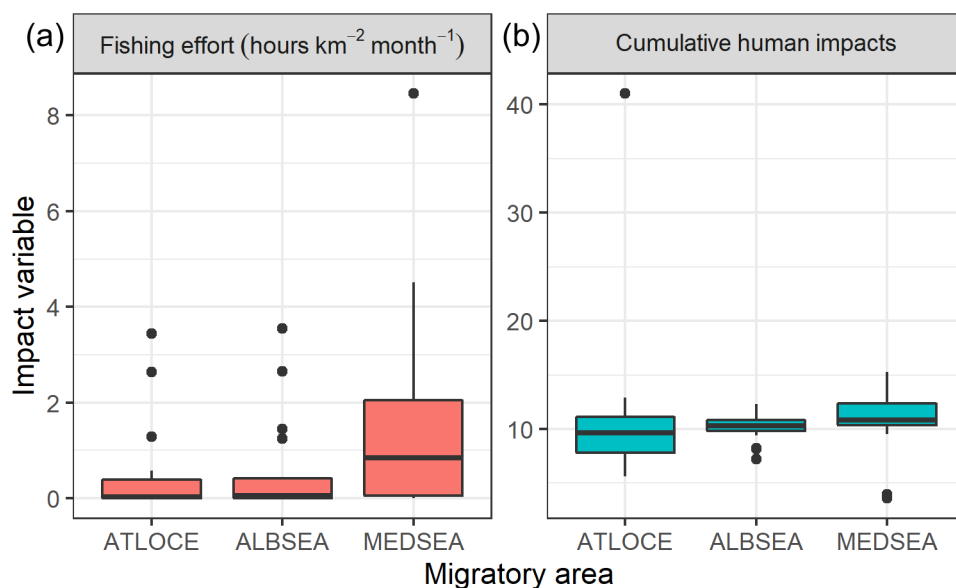 (a)
Fishing effort (hours km⁻² month⁻¹)
(b)
Cumulative human impacts
Impact variable
8
6
4
2
0
40
30
20
10
ATLOCE ALBSEA MEDSEA
ATLOCE ALBSEA MEDSEA
Migratory area